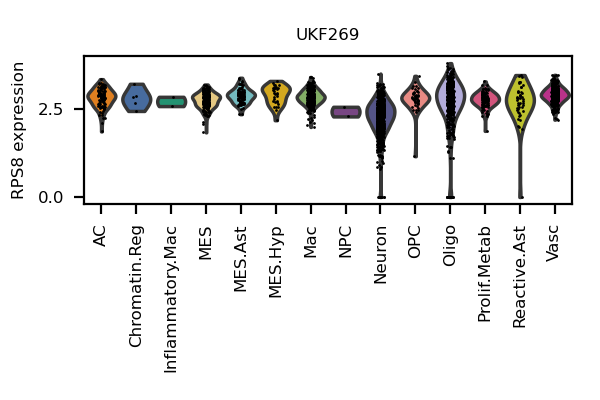 UKF269
RPS8 expression
2.5
0.0
AC
Chromatin.Reg
Inflammatory.Mac
MES
MES.Ast
MES.Hyp
Mac
NPC
Neuron
OPC
Oligo
Prolif.Metab
Reactive.Ast
Vasc